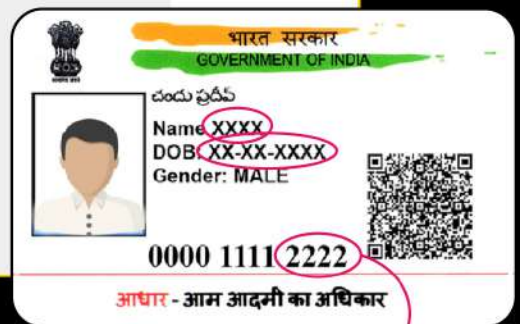 भारत सरकार
GOVERNMENT OF INDIA
చందు ప్రదీప్
Name XXXX
DOB: XX-XX-XXXX
Gender: MALE
0000 1111 2222
आधार - आम आदमी का अधिकार